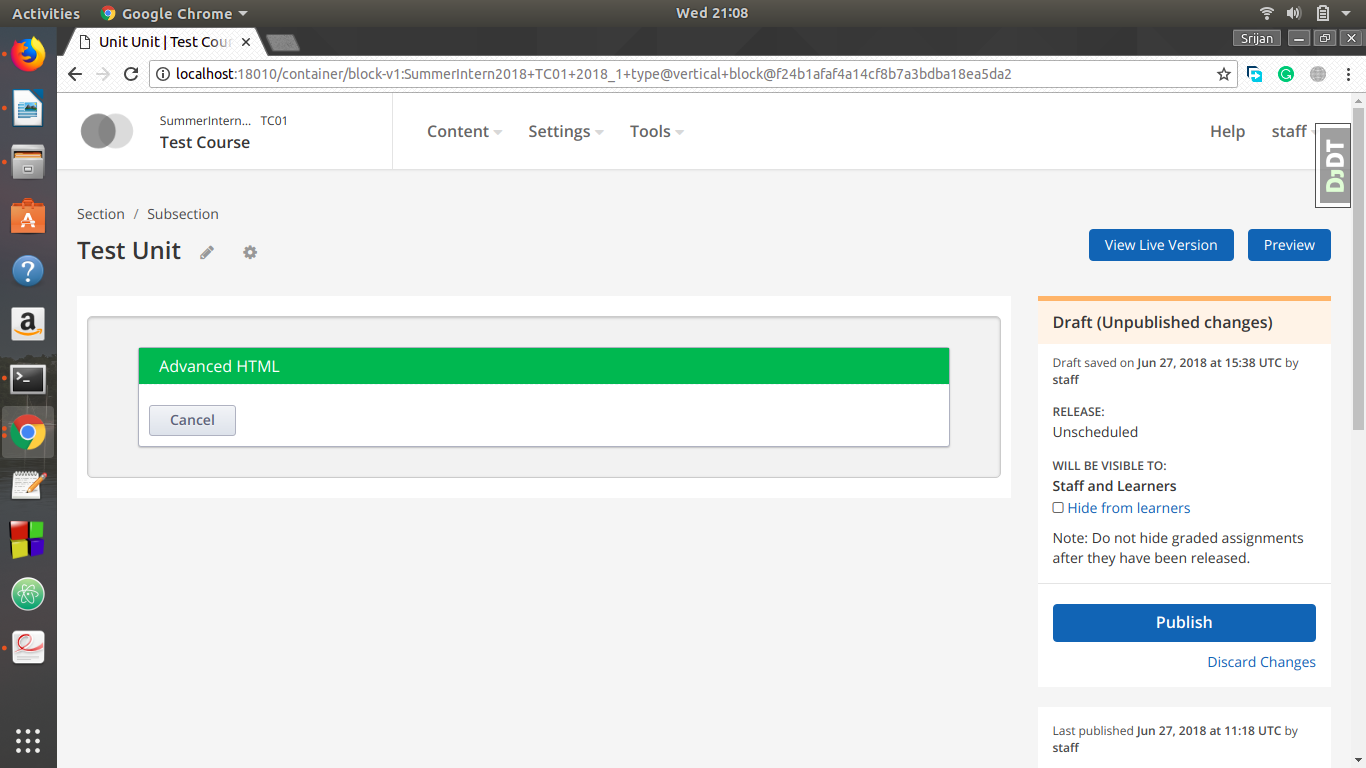 Activities Google Chrome Wed 21:08
Unit Unit | Test Cour Srijan
localhost:18010/container/block-v1:SummerIntern2018+TC01+2018_1+type@vertical+block@f24b1afaf4a14cf8b7a3bdba18ea5da2
SummerIntern... TC01
Test Course
Content Settings Tools Help staff
DjDT
Section / Subsection
Test Unit
View Live Version Preview
Advanced HTML
Cancel
Draft (Unpublished changes)
Draft saved on Jun 27, 2018 at 15:38 UTC by
staff
RELEASE:
Unscheduled
WILL BE VISIBLE TO:
Staff and Learners
Hide from learners
Note: Do not hide graded assignments
after they have been released.
Publish
Discard Changes
Last published Jun 27, 2018 at 11:18 UTC by
staff